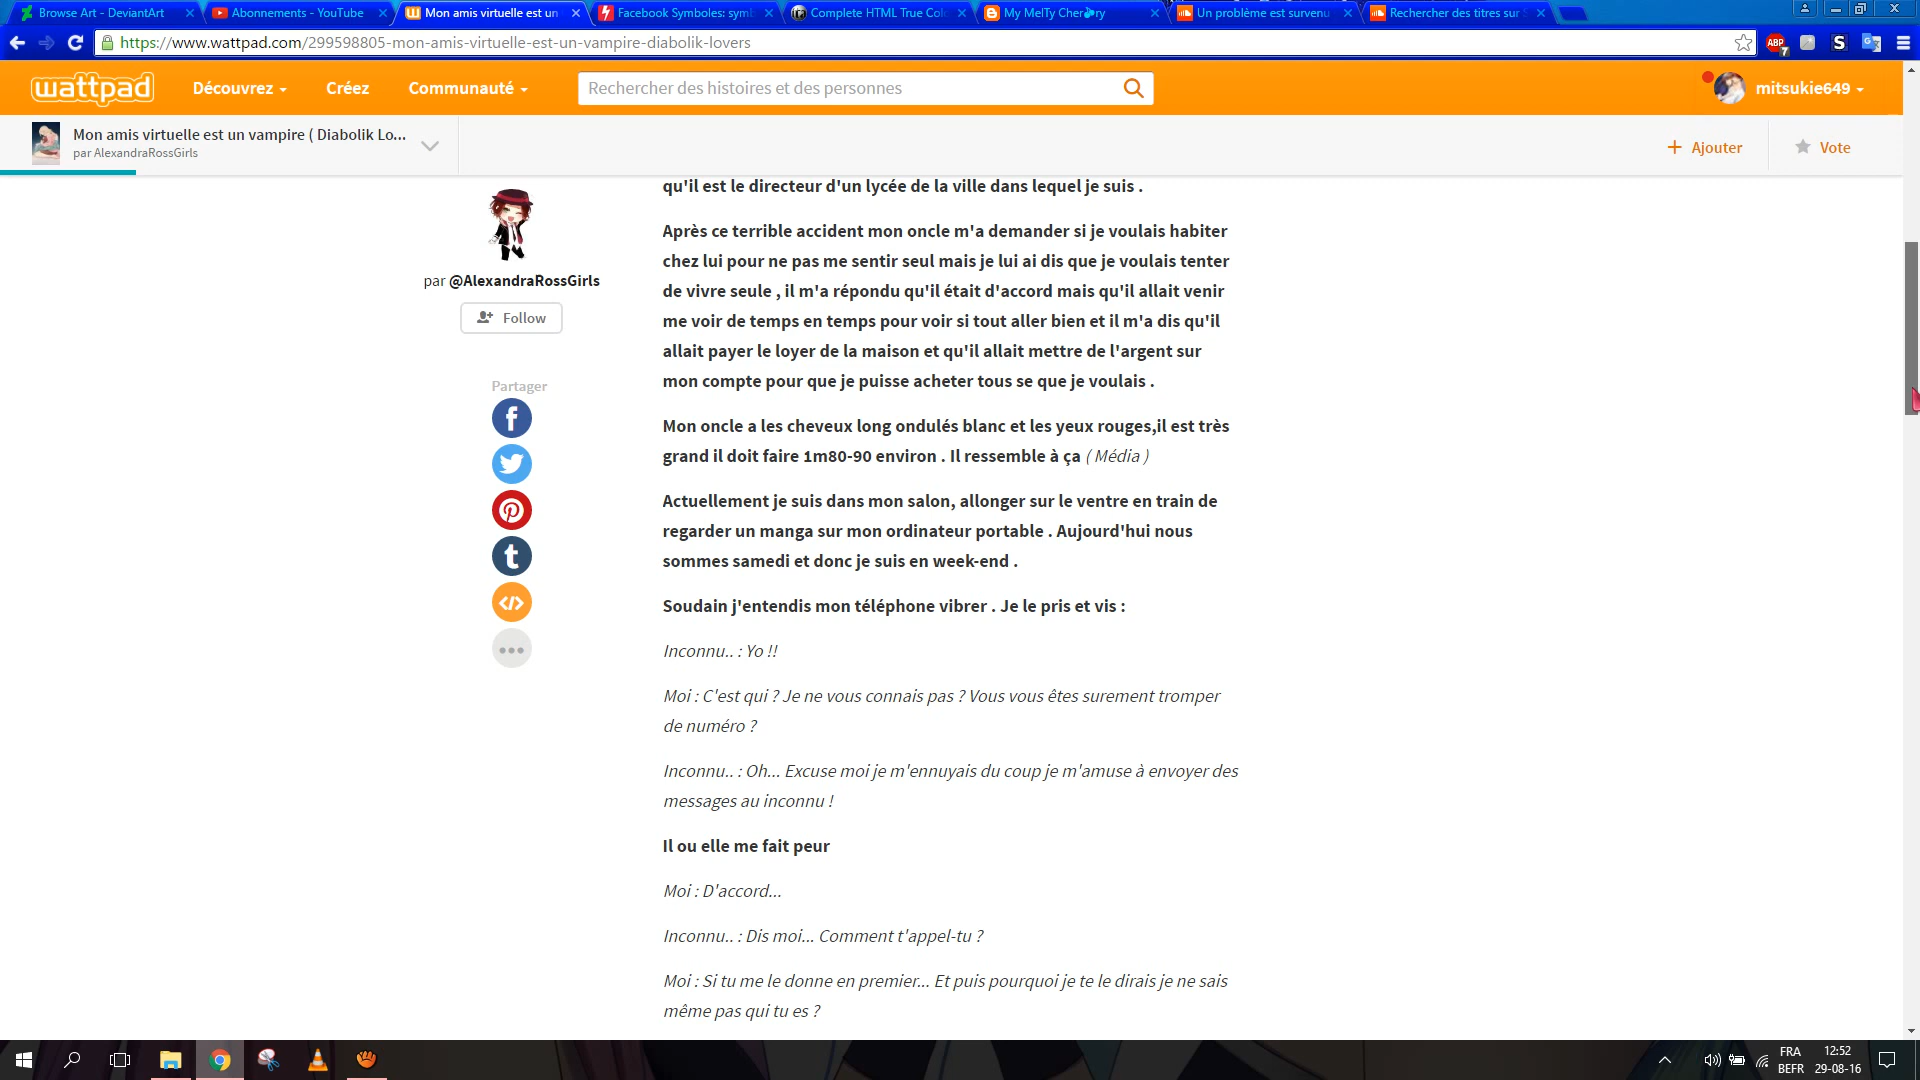 Browse Art - DeviantArt
Abonnements - YouTube
Mon amis virtuelle est un
Facebook Symboles: sym
Complete HTML True Col
My MelTy Cher
ry
Un problème est survenu
Rechercher des titres sur
https://www.wattpad.com/299598805-mon-amis-virtuelle-est-un-vampire-diabolik-lovers
ABP
7
S
wattpad
Découvrez
Créez
Communauté
Rechercher des histoires et des personnes
mitsukie649
Mon amis virtuelle est un vampire ( Diabolik Lo...
par AlexandraRossGirls
+ Ajouter
Vote
par @AlexandraRossGirls
Follow
Partager
qu'il est le directeur d'un lycée de la ville dans lequel je suis .
Après ce terrible accident mon oncle m'a demander si je voulais habiter
chez lui pour ne pas me sentir seul mais je lui ai dis que je voulais tenter
de vivre seule , il m'a répondu qu'il était d'accord mais qu'il allait venir
me voir de temps en temps pour voir si tout aller bien et il m'a dis qu'il
allait payer le loyer de la maison et qu'il allait mettre de l'argent sur
mon compte pour que je puisse acheter tous se que je voulais .
Mon oncle a les cheveux long ondulés blanc et les yeux rouges,il est très
grand il doit faire 1m80-90 environ . Il ressemble à ça ( Média )
Actuellement je suis dans mon salon, allonger sur le ventre en train de
regarder un manga sur mon ordinateur portable . Aujourd'hui nous
sommes samedi et donc je suis en week-end .
Soudain j'entendis mon téléphone vibrer . Je le pris et vis :
Inconnu.. : Yo !!
Moi : C'est qui ? Je ne vous connais pas ? Vous vous êtes surement tromper
de numéro ?
Inconnu.. : Oh... Excuse moi je m'ennuyais du coup je m'amuse à envoyer des
messages au inconnu !
Il ou elle me fait peur
Moi : D'accord...
Inconnu.. : Dis moi... Comment t'appel-tu ?
Moi : Si tu me le donne en premier... Et puis pourquoi je te le dirais je ne sais
même pas qui tu es ?
FRA
BEFR
12:52
29-08-16